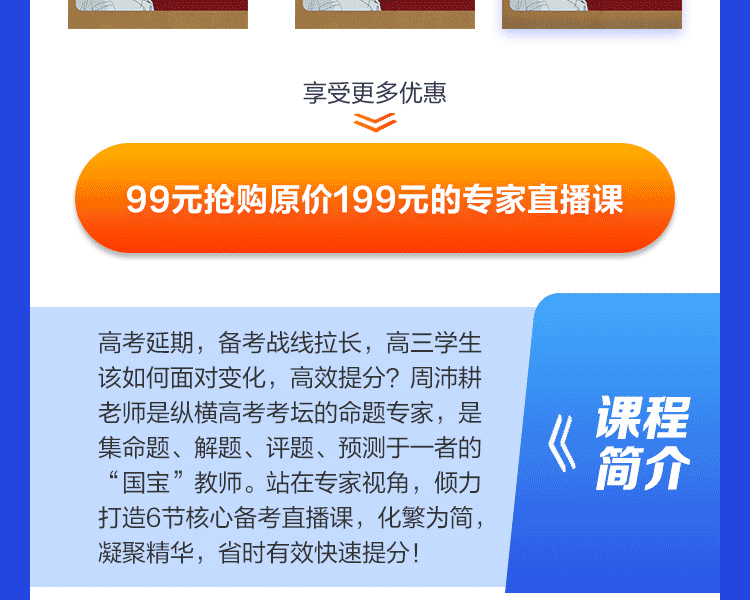 享受更多优惠
99元抢购原价199元的专家直播课
高考延期，备考战线拉长，高三学生
该如何面对变化，高效提分？周沛耕
老师是纵横高考考坛的命题专家，是
集命题、解题、评题、预测于一者的
“国宝”教师。站在专家视角，倾力
打造6节核心备考直播课，化繁为简，
凝聚精华，省时有效快速提分！
《
课程
简介